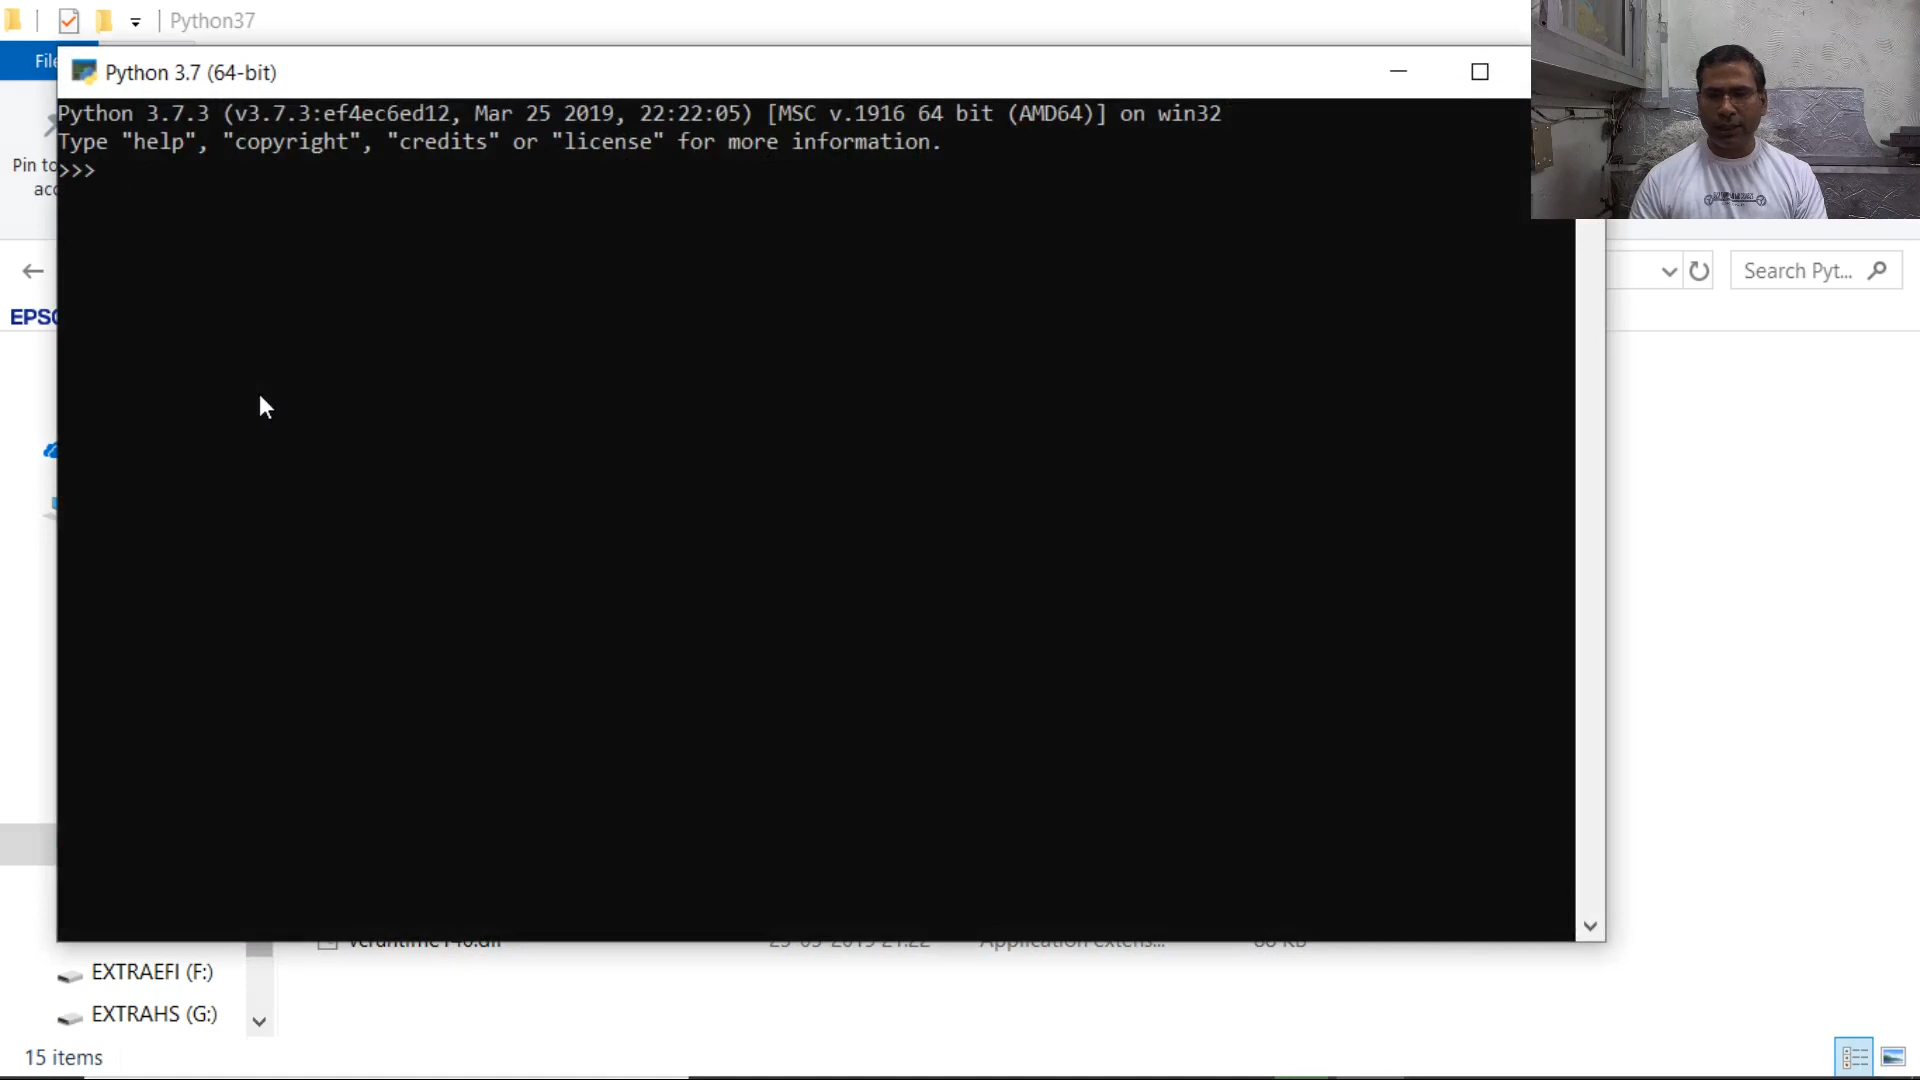 Python37
File
Python 3.7 (64-bit)
Python 3.7.3 (v3.7.3:ef4ec6ed12, Mar 25 2019, 22:22:05) [MSC v.1916 64 bit (AMD64)] on win32
Type "help", "copyright", "credits" or "license" for more information.
>>>
Pin to
acc
Search Pyt...
EPSO
EXTRAEFI (F:)
EXTRAHS (G:)
15 items